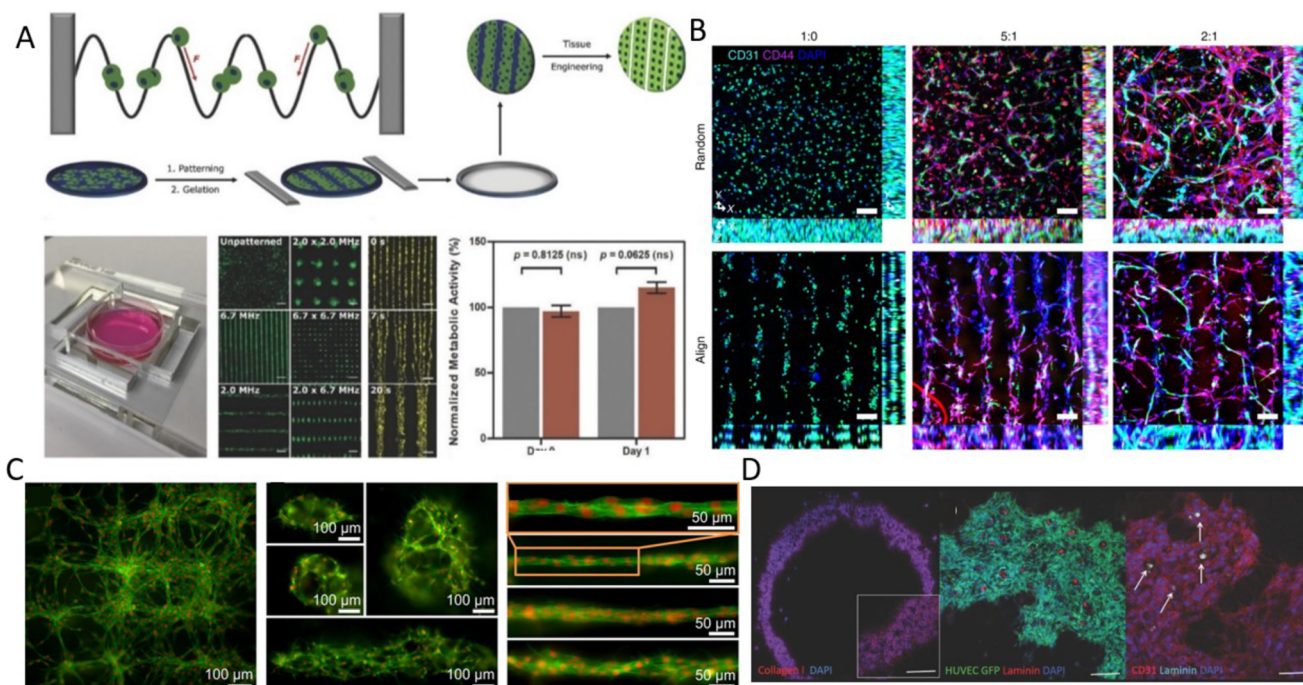 A
F
F
Tissue
Engineering
1. Patterning
2. Gelation
Unpatterned
2.0 x 2.0 MHz
0 s
6.7 MHz
6.7 x 6.7 MHz
7 s
2.0 MHz
2.0 x 6.7 MHz
20 s
Normalized Metabolic Activity (%)
150
100
50
0
p = 0.8125 (ns)
p = 0.0625 (ns)
Day 1
B
1:0
5:1
2:1
CD31 CD44 DAPI
Random
Y
X
Align
C
100 µm
100 µm
100 µm
100 µm
100 µm
50 µm
50 µm
50 µm
50 µm
D
Collagen I DAPI
HUVEC GFP Laminin DAPI
CD31 Laminin DAPI